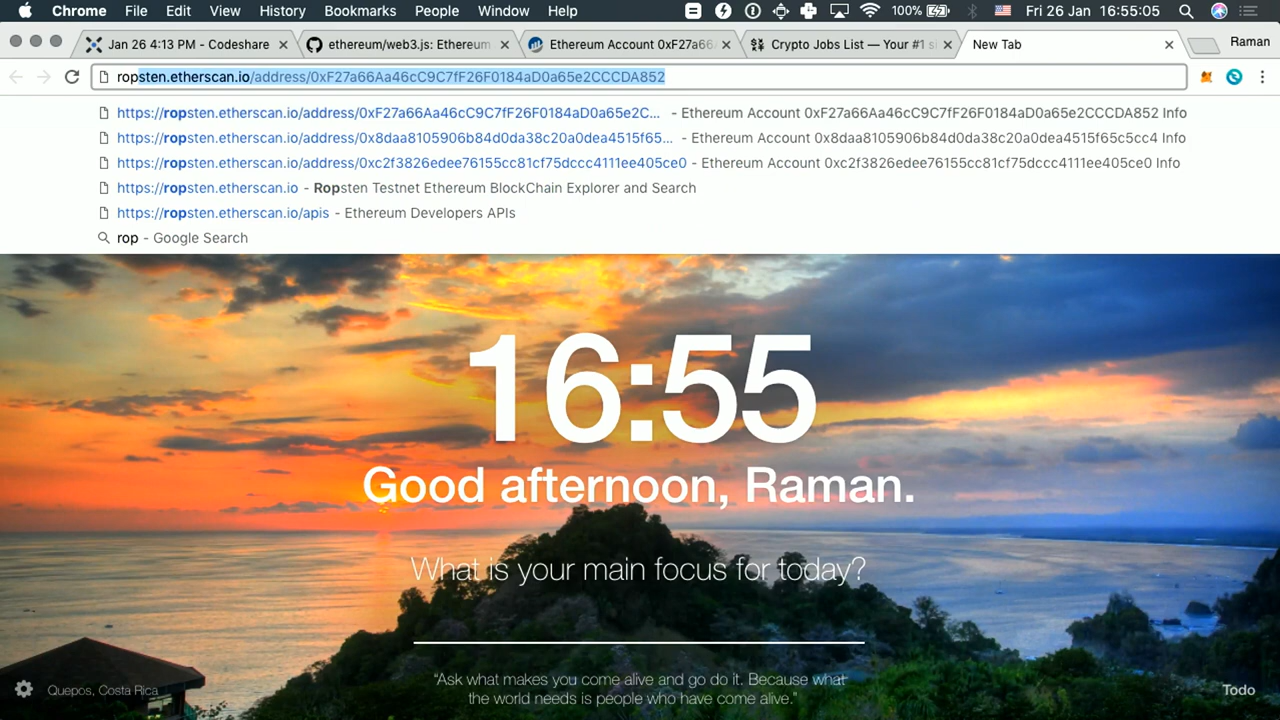 Chrome File Edit View History Bookmarks People Window Help 100% Fri 26 Jan 16:55:05
Jan 26 4:13 PM - Codeshare ethereum/web3.js: Ethereum Ethereum Account 0xF27a66 Crypto Jobs List — Your #1 si New Tab Raman
ropsten.etherscan.io/address/0xF27a66Aa46cC9C7fF26F0184aD0a65e2CCCDA852
https://ropsten.etherscan.io/address/0xF27a66Aa46cC9C7fF26F0184aD0a65e2C... - Ethereum Account 0xF27a66Aa46cC9C7fF26F0184aD0a65e2CCCDA852 Info
https://ropsten.etherscan.io/address/0x8daa8105906b84d0da38c20a0dea4515f65... - Ethereum Account 0x8daa8105906b84d0da38c20a0dea4515f65c5cc4 Info
https://ropsten.etherscan.io/address/0xc2f3826edee76155cc81cf75dccc4111ee405ce0 - Ethereum Account 0xc2f3826edee76155cc81cf75dccc4111ee405ce0 Info
https://ropsten.etherscan.io - Ropsten Testnet Ethereum BlockChain Explorer and Search
https://ropsten.etherscan.io/apis - Ethereum Developers APIs
rop - Google Search
16:55
Good afternoon, Raman.
What is your main focus for today?
"Ask what makes you come alive and go do it. Because what
the world needs is people who have come alive."
Quepos, Costa Rica
Todo